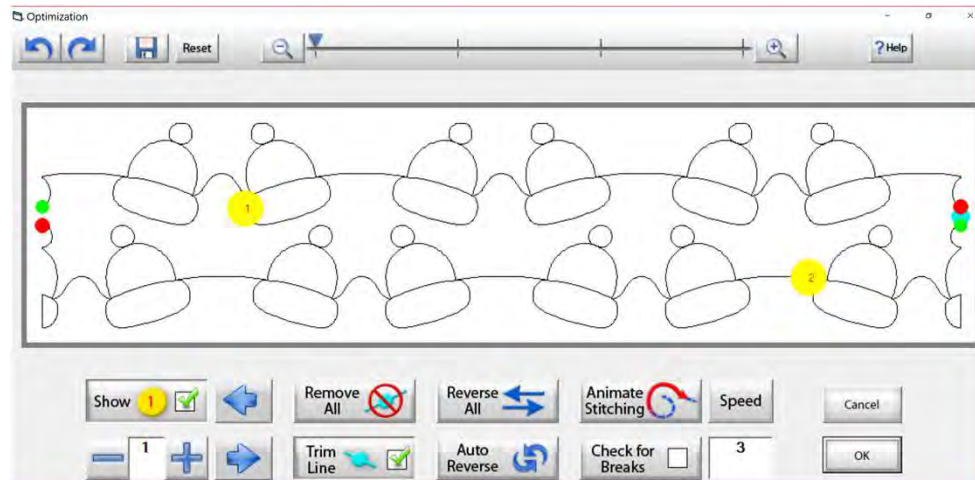 Optimization
Reset
? Help
1
2
Show 1
Remove All
Reverse All
Animate Stitching
Speed
Cancel
1
Trim Line
Auto Reverse
Check for Breaks
3
OK